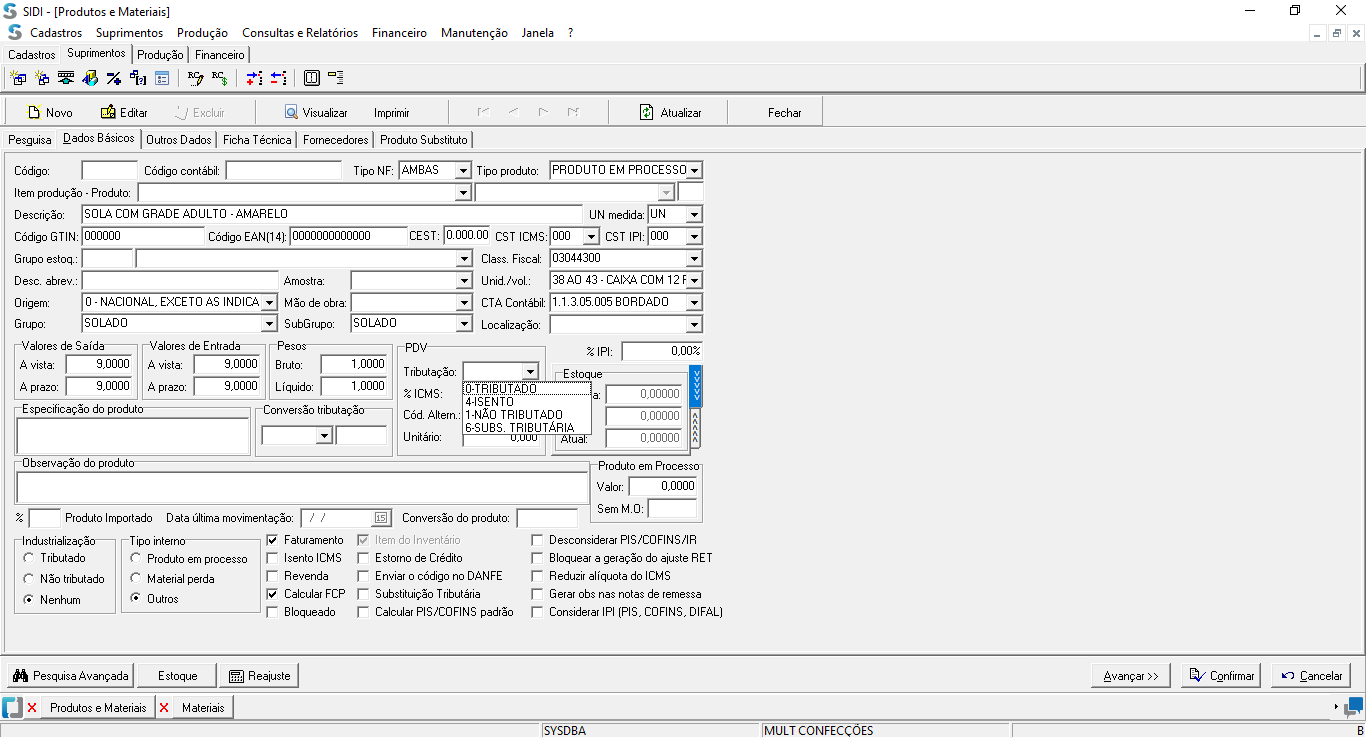 SIDI - [Produtos e Materiais]
Cadastros Suprimentos Produção Consultas e Relatórios Financeiro Manutenção Janela ?
Cadastros Suprimentos Produção Financeiro
Novo Editar Excluir Visualizar Imprimir Atualizar Fechar
Pesquisa Dados Básicos Outros Dados Ficha Técnica Fornecedores Produto Substituto
Código: Código contábil: Tipo NF: AMBAS Tipo produto: PRODUTO EM PROCESSO
Item produção - Produto:
Descrição: SOLA COM GRADE ADULTO - AMARELO UN medida: UN
Código GTIN: 000000 Código EAN(14): 0000000000000 CEST: 0.000.00 CST ICMS: 000 CST IPI: 000
Grupo estoq.: Class. Fiscal: 03044300
Desc. abrev.: Amostra: Unid./vol.: 38 AO 43 - CAIXA COM 12 F
Origem: 0 - NACIONAL, EXCETO AS INDICA Mão de obra: CTA Contábil: 1.1.3.05.005 BORDADO
Grupo: SOLADO SubGrupo: SOLADO Localização:
Valores de Saída Valores de Entrada Pesos PDV % IPI: 0,00%
A vista: 9,0000 A vista: 9,0000 Bruto: 1,0000 Tributação: Estoque
A prazo: 9,0000 A prazo: 9,0000 Líquido: 1,0000 % ICMS: 0-TRIBUTADO a: 0,00000
4-ISENTO
Especificação do produto Conversão tributação Cód. Altern.: 1-NÃO TRIBUTADO 0,00000
6-SUBS. TRIBUTÁRIA
Unitário: 0,000 Atual: 0,00000
Observação do produto Produto em Processo
Valor: 0,0000
Sem M.O:
% Produto Importado Data última movimentação: / / 15 Conversão do produto:
Industrialização Tipo interno Faturamento Item do Inventário Desconsiderar PIS/COFINS/IR
Tributado Produto em processo Isento ICMS Estorno de Crédito Bloquear a geração do ajuste RET
Não tributado Material perda Revenda Enviar o código no DANFE Reduzir alíquota do ICMS
Nenhum Outros Calcular FCP Substituição Tributária Gerar obs nas notas de remessa
Bloqueado Calcular PIS/COFINS padrão Considerar IPI (PIS, COFINS, DIFAL)
Pesquisa Avançada Estoque Reajuste Avançar >> Confirmar Cancelar
Produtos e Materiais Materiais
SYSDBA MULT CONFECÇÕES B